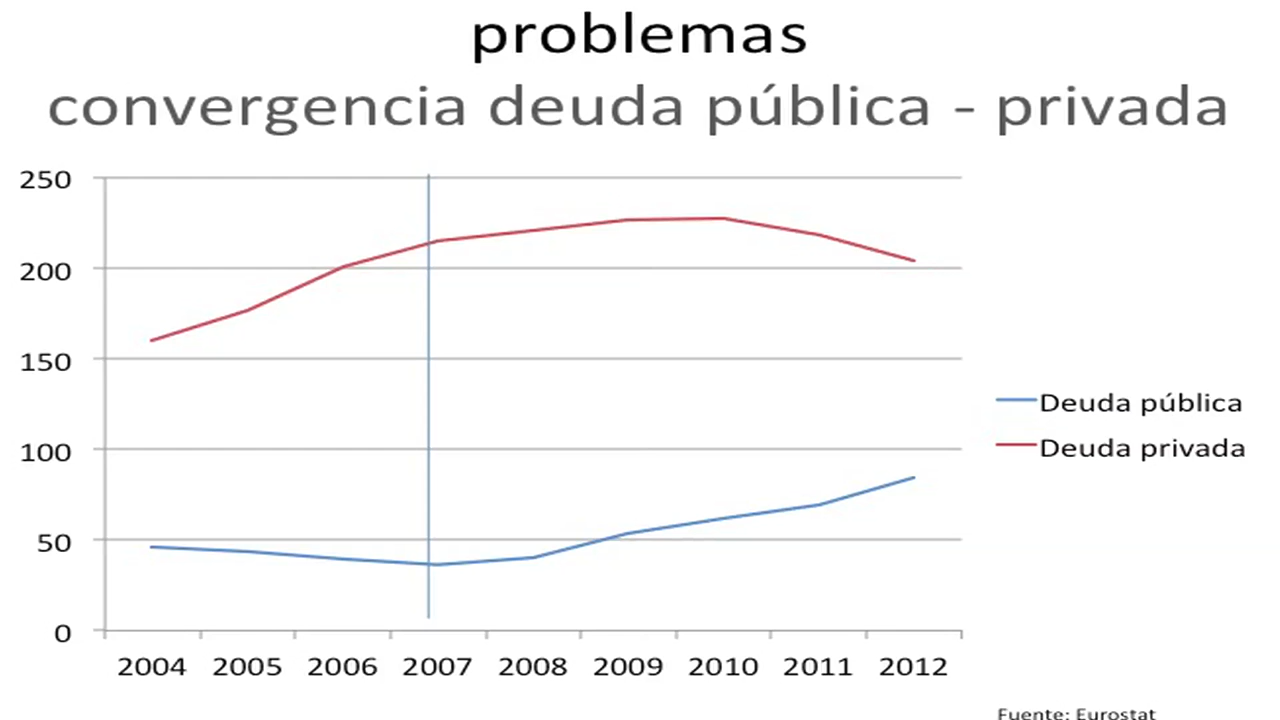 problemas
convergencia deuda pública - privada
250
200
150
100
50
0
2004 2005 2006 2007 2008 2009 2010 2011 2012
Deuda pública
Deuda privada
Fuente: Eurostat